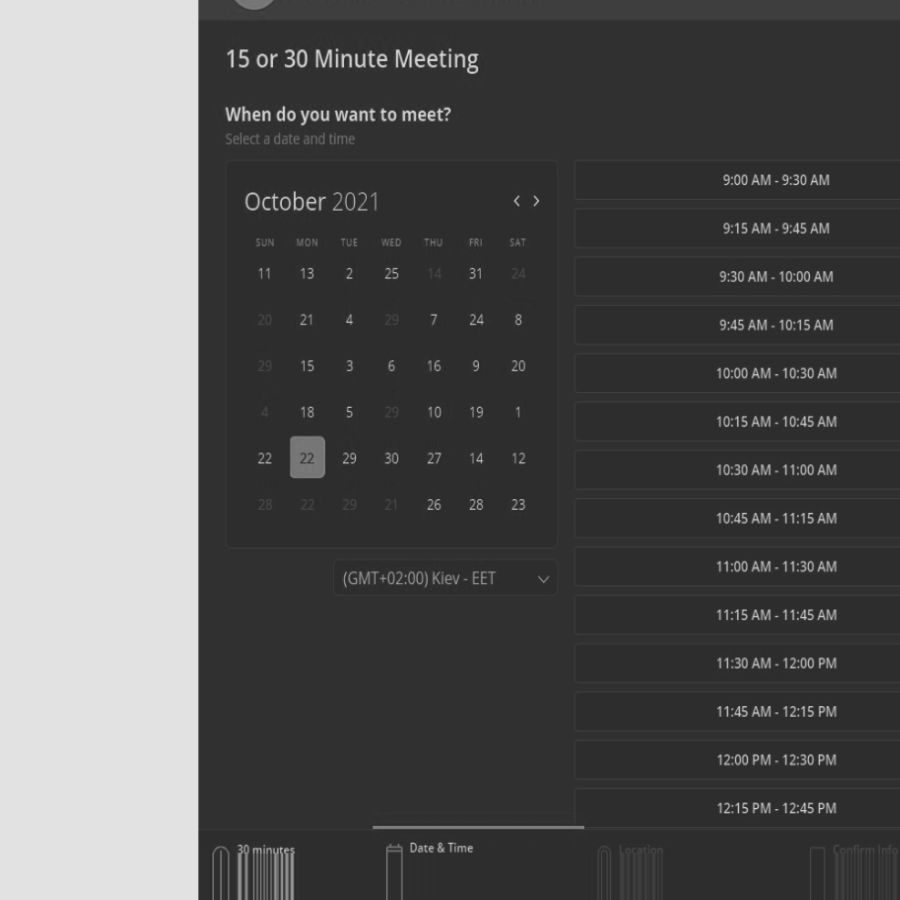 15 or 30 Minute Meeting
When do you want to meet?
Select a date and time
October 2021
SUN MON TUE WED THU FRI SAT
11 13 2 25 14 31 24
20 21 4 29 7 24 8
29 15 3 6 16 9 20
4 18 5 29 10 19 1
22 22 29 30 27 14 12
28 22 29 21 26 28 23
(GMT+02:00) Kiev - EET
9:00 AM - 9:30 AM
9:15 AM - 9:45 AM
9:30 AM - 10:00 AM
9:45 AM - 10:15 AM
10:00 AM - 10:30 AM
10:15 AM - 10:45 AM
10:30 AM - 11:00 AM
10:45 AM - 11:15 AM
11:00 AM - 11:30 AM
11:15 AM - 11:45 AM
11:30 AM - 12:00 PM
11:45 AM - 12:15 PM
12:00 PM - 12:30 PM
12:15 PM - 12:45 PM
30 minutes
Date & Time
Location
Confirm Info